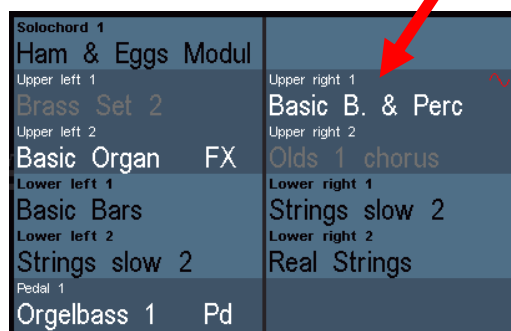 Solochord 1
Ham & Eggs Modul
Upper left 1
Brass Set 2
Upper right 1
Basic B. & Perc
Upper left 2
Basic Organ FX
Upper right 2
Olds 1 chorus
Lower left 1
Basic Bars
Lower right 1
Strings slow 2
Lower left 2
Strings slow 2
Lower right 2
Real Strings
Pedal 1
Orgelbass 1 Pd